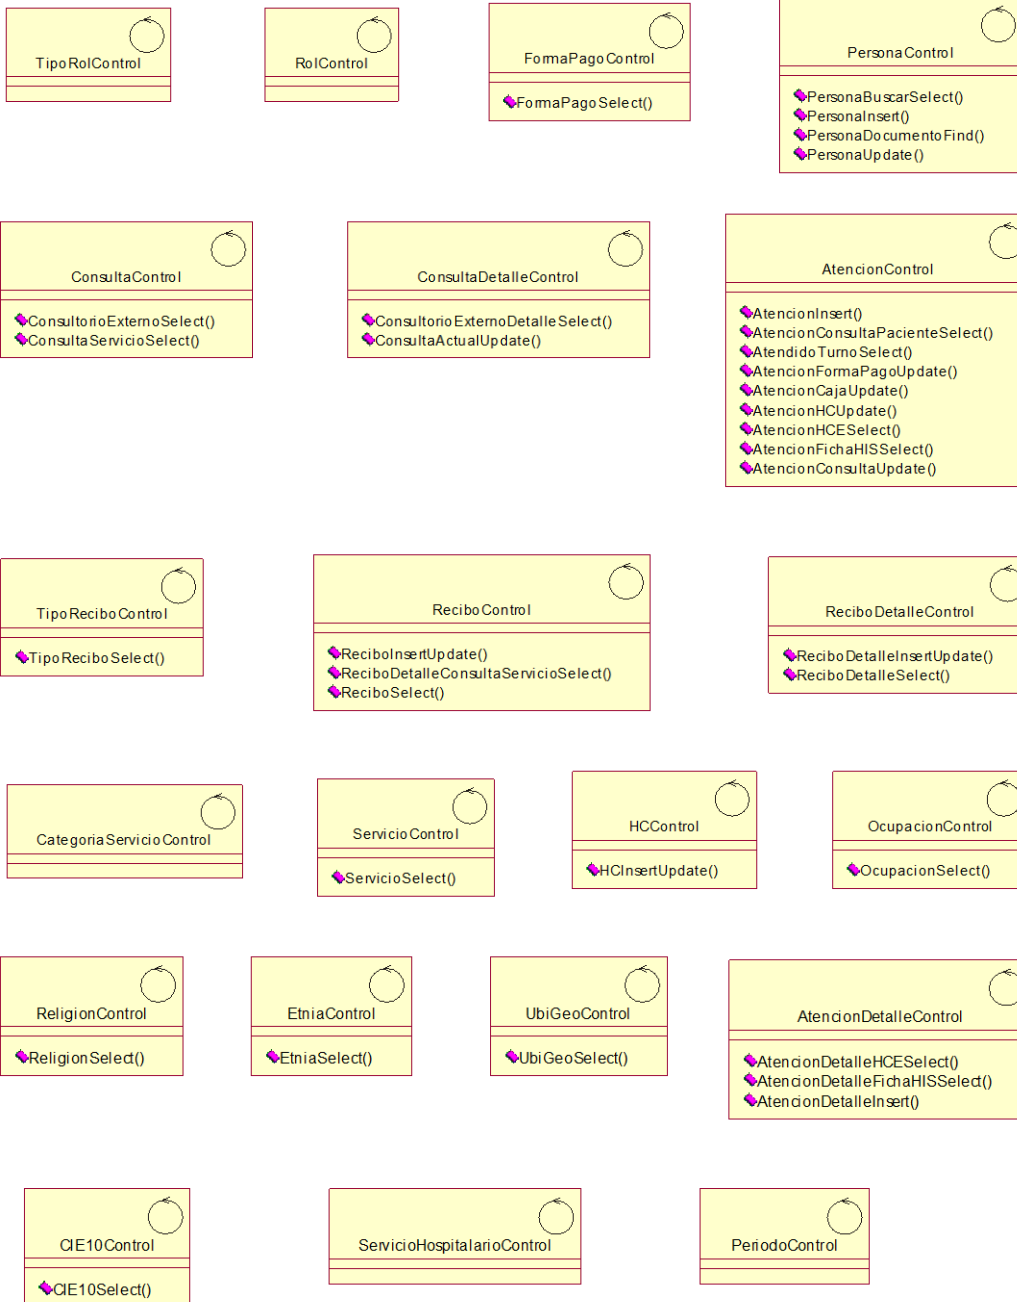 TipoRolControl
RolControl
FormaPagoControl
FormaPagoSelect()
PersonaControl
PersonaBuscarSelect()
PersonaInsert()
PersonaDocumentoFind()
PersonaUpdate()
ConsultaControl
ConsultorioExternoSelect()
ConsultaServicioSelect()
ConsultaDetalleControl
ConsultorioExternoDetalleSelect()
ConsultaActualUpdate()
AtencionControl
AtencionInsert()
AtencionConsultaPacienteSelect()
AtendidoTurnoSelect()
AtencionFormaPagoUpdate()
AtencionCajaUpdate()
AtencionHCUpdate()
AtencionHCESelect()
AtencionFichaHISSelect()
AtencionConsultaUpdate()
TipoReciboControl
TipoReciboSelect()
ReciboControl
ReciboInsertUpdate()
ReciboDetalleConsultaServicioSelect()
ReciboSelect()
ReciboDetalleControl
ReciboDetalleInsertUpdate()
ReciboDetalleSelect()
CategoriaServicioControl
ServicioControl
ServicioSelect()
HCControl
HCInsertUpdate()
OcupacionControl
OcupacionSelect()
ReligionControl
ReligionSelect()
EtniaControl
EtniaSelect()
UbiGeoControl
UbiGeoSelect()
AtencionDetalleControl
AtencionDetalleHCESelect()
AtencionDetalleFichaHISSelect()
AtencionDetalleInsert()
CIE10Control
CIE10Select()
ServicioHospitalarioControl
PeriodoControl